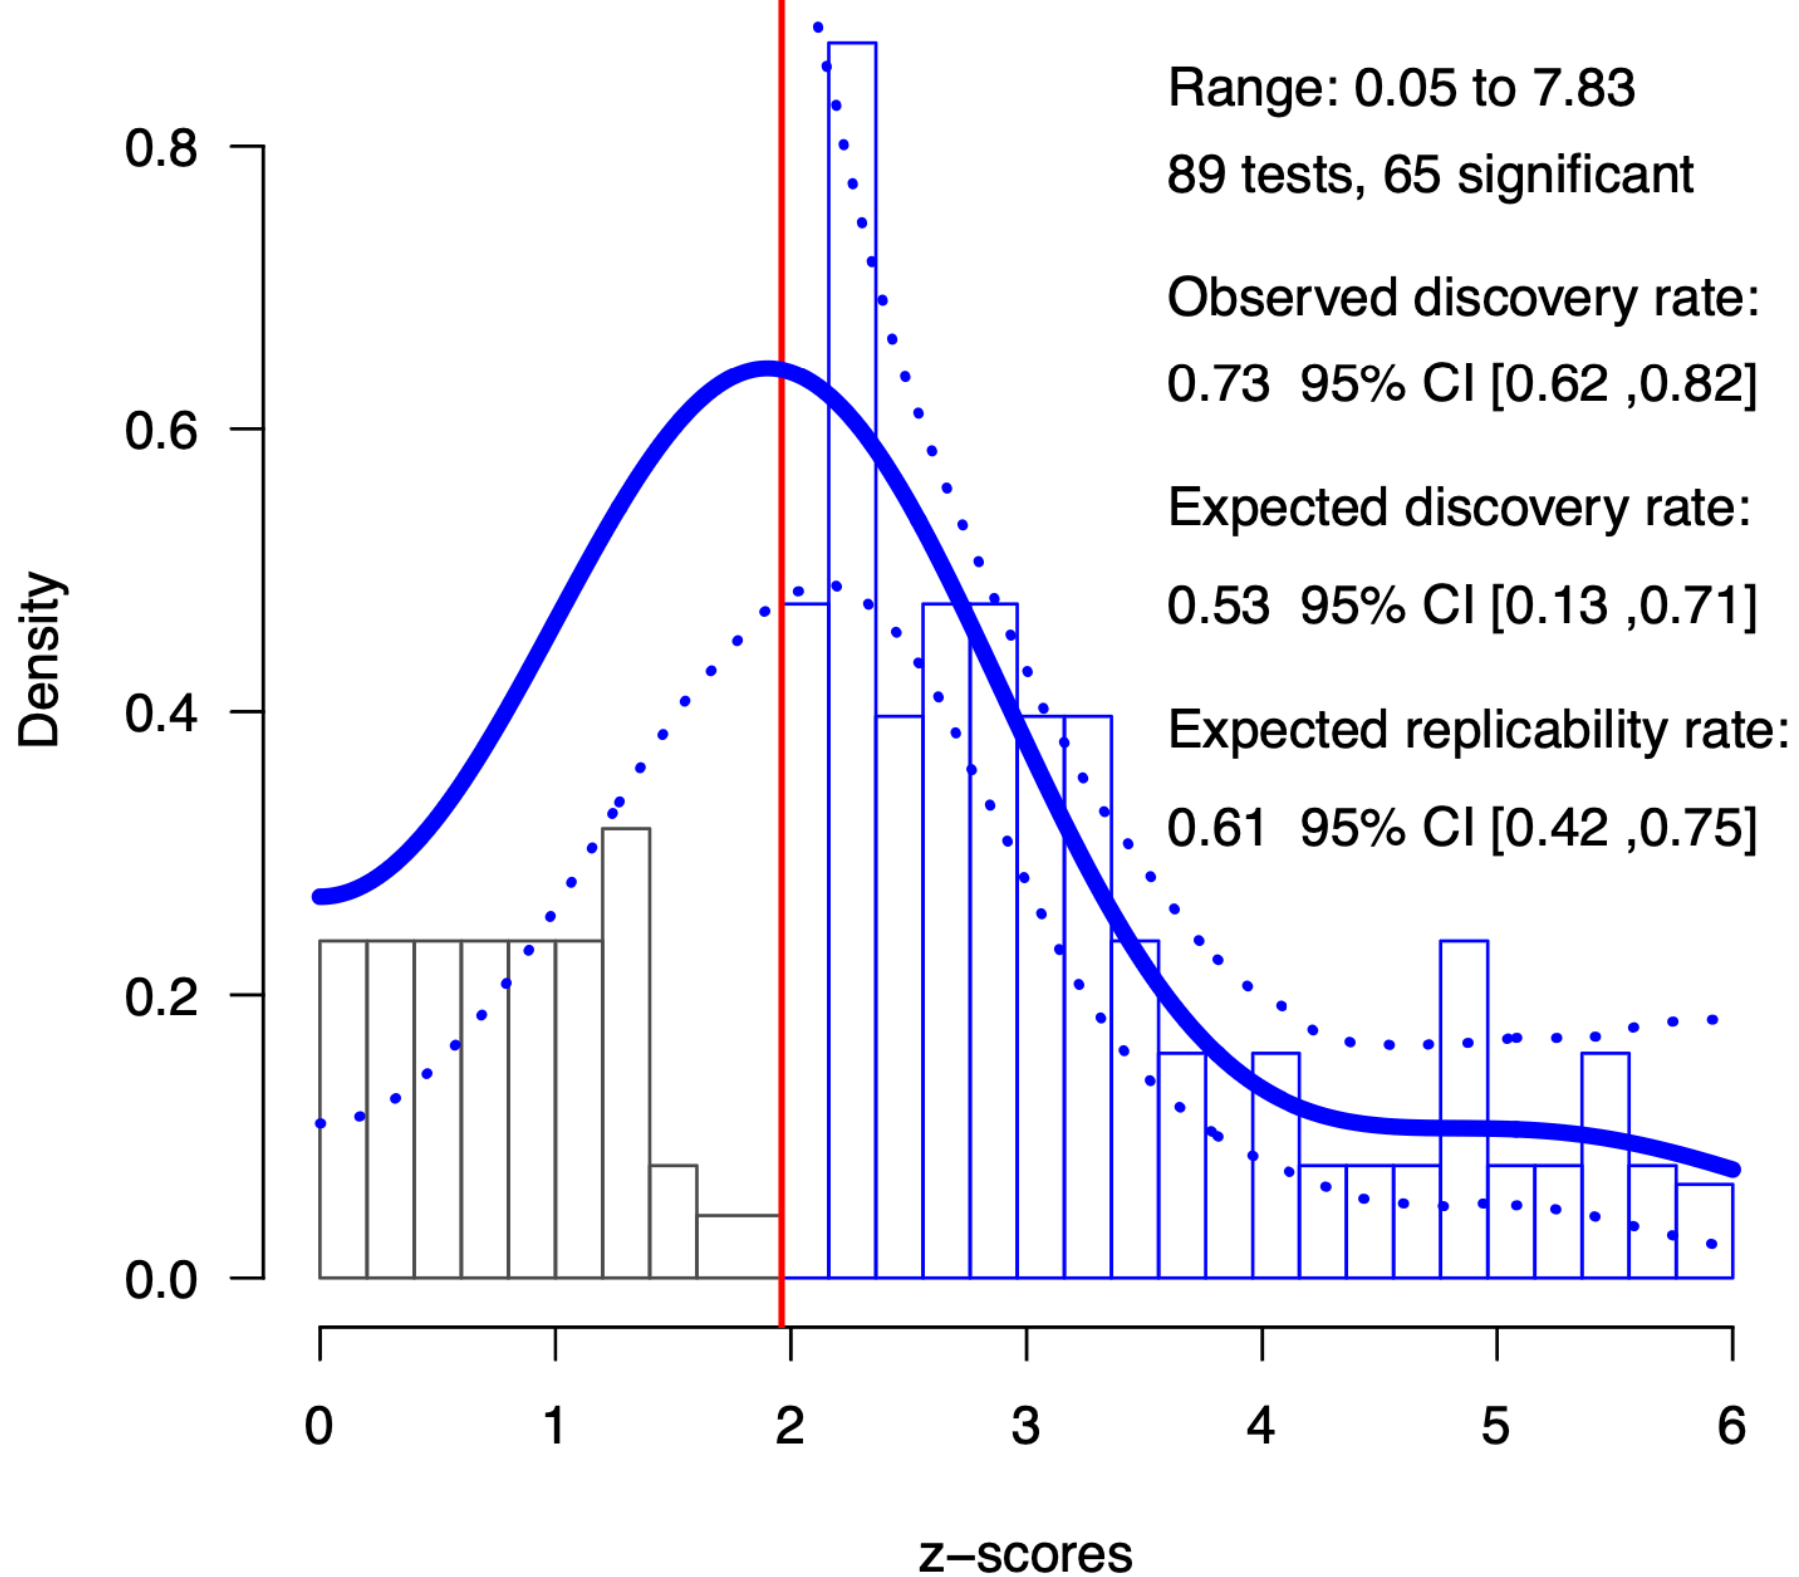 Range: 0.05 to 7.83
89 tests, 65 significant
Observed discovery rate:
0.73 95% CI [0.62 ,0.82]
Expected discovery rate:
0.53 95% CI [0.13 ,0.71]
Expected replicability rate:
0.61 95% CI [0.42 ,0.75]
Density
0.8
0.6
0.4
0.2
0.0
0 1 2 3 4 5 6
z−scores